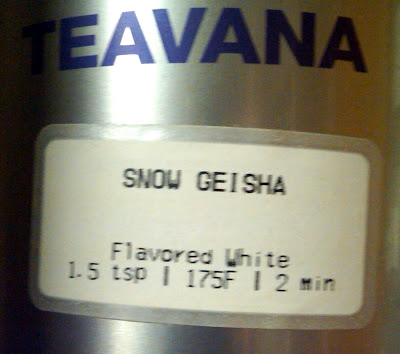 TEAVANA
SNOW GEISHA
Flavored White
1.5 tsp | 175F | 2 min